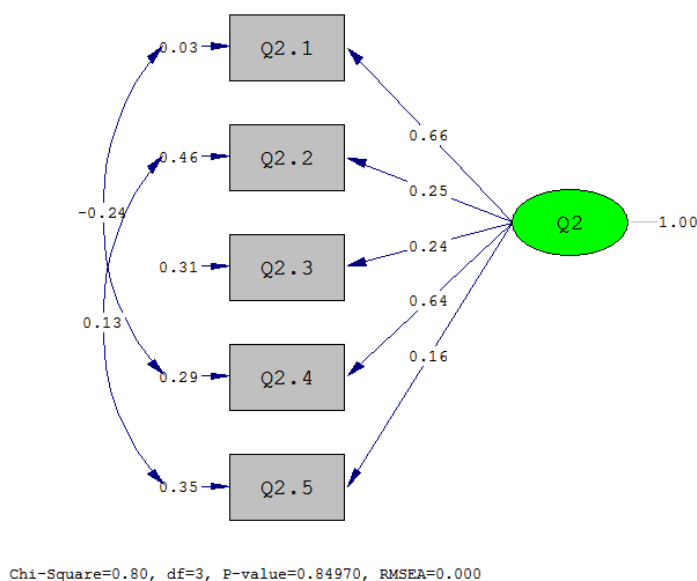 0.03 Q2.1
0.66
0.46 Q2.2
0.25
-0.24
Q2 1.00
0.31 Q2.3
0.24
0.64
0.13
0.16
0.29 Q2.4
0.35 Q2.5
Chi-Square=0.80, df=3, P-value=0.84970, RMSEA=0.000